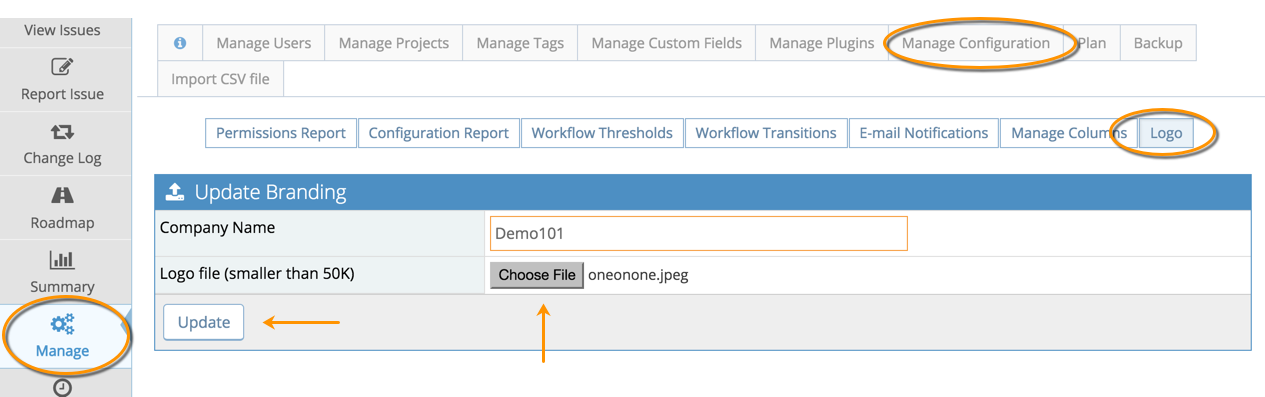 View Issues
Report Issue
Change Log
Roadmap
Summary
Manage
Manage Users Manage Projects Manage Tags Manage Custom Fields Manage Plugins Manage Configuration Plan Backup
Import CSV file
Permissions Report Configuration Report Workflow Thresholds Workflow Transitions E-mail Notifications Manage Columns Logo
Update Branding
Company Name Demo101
Logo file (smaller than 50K) Choose File oneonone.jpeg
Update